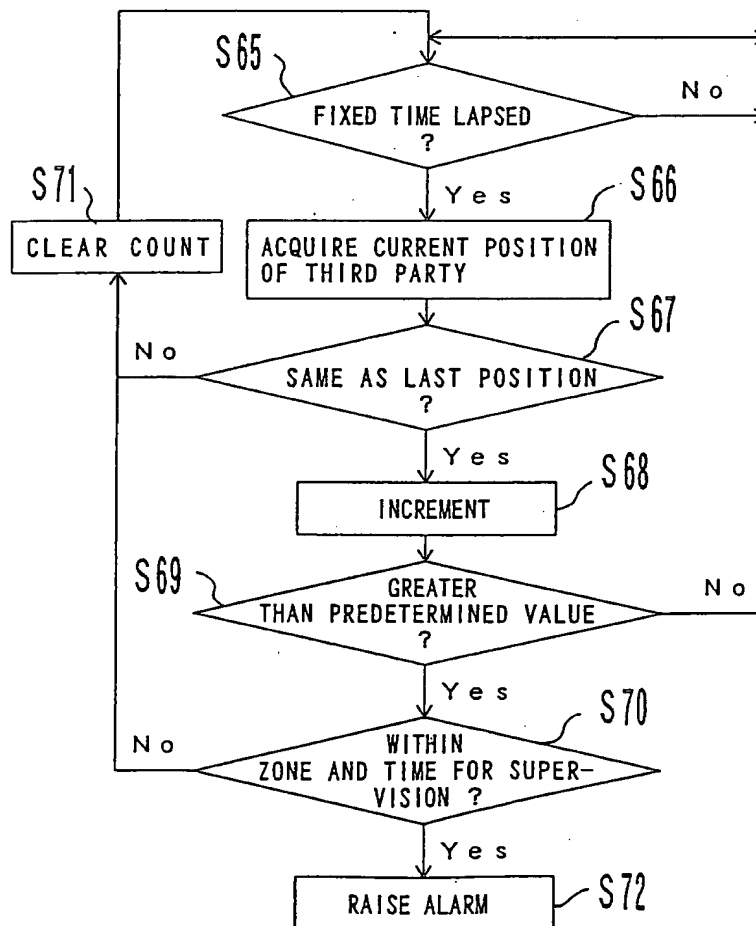 S65
FIXED TIME LAPSED
?
No
Yes
S71
CLEAR COUNT
S66
ACQUIRE CURRENT POSITION
OF THIRD PARTY
S67
No
SAME AS LAST POSITION
?
Yes
S68
INCREMENT
S69
GREATER
THAN PREDETERMINED VALUE
?
No
Yes
S70
No
WITHIN
ZONE AND TIME FOR SUPER-
VISION ?
Yes
S72
RAISE ALARM